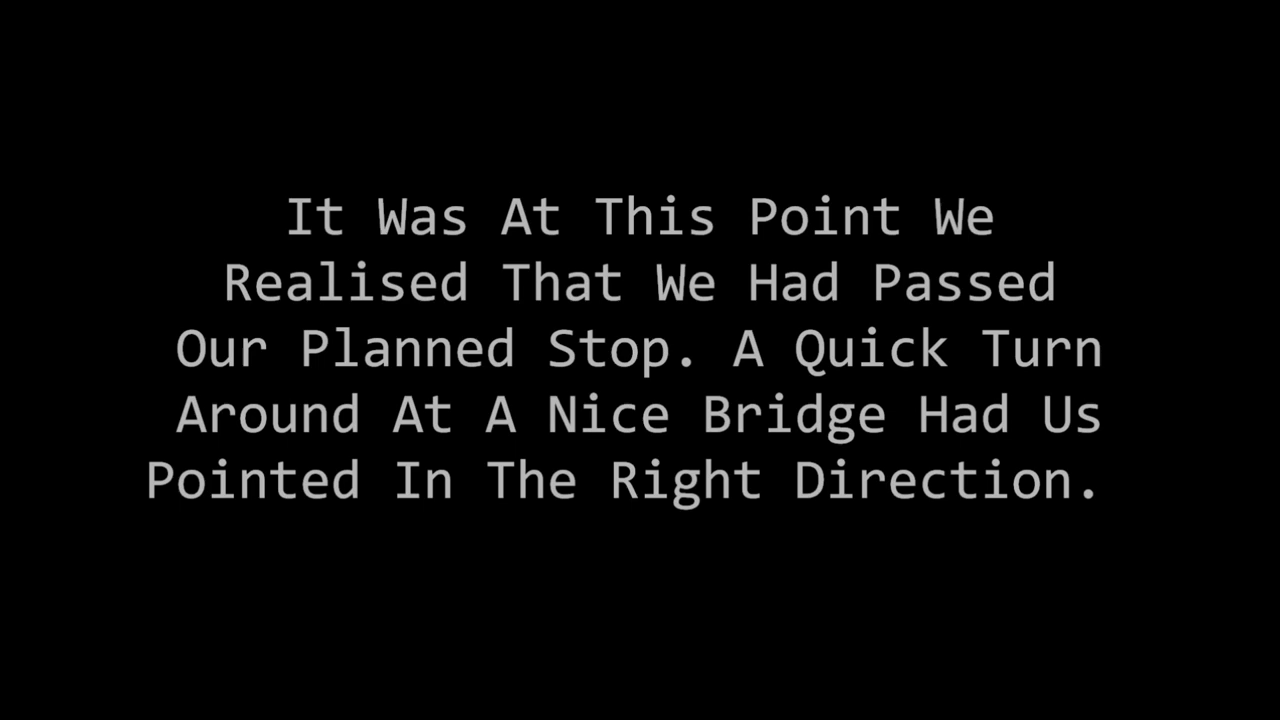 It Was At This Point We
Realised That We Had Passed
Our Planned Stop. A Quick Turn
Around At A Nice Bridge Had Us
Pointed In The Right Direction.